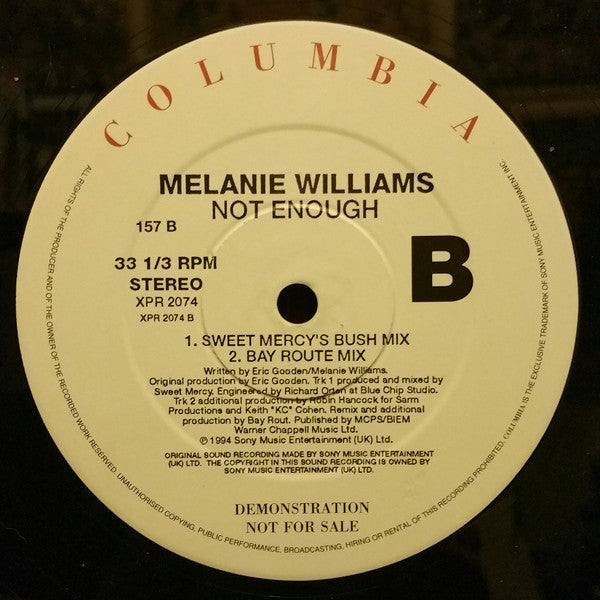 COLUMBIA
MELANIE WILLIAMS
NOT ENOUGH
157 B
B
33 1/3 RPM
STEREO
XPR 2074
XPR 2074 B
1. SWEET MERCY'S BUSH MIX
2. BAY ROUTE MIX
Written by Eric Gooden/Melanie Williams.
Original production by Eric Gooden. Trk 1 produced and mixed by
Sweet Mercy. Engineered by Richard Orten at Blue Chip Studio.
Trk 2 additional production by Robin Hancock for Sarm
Productions and Keith "KC" Cohen. Remix and additional
production by Bay Rout. Published by MCPS/BIEM
Warner Chappell Music Ltd.
℗ 1994 Sony Music Entertainment (UK) Ltd.
ORIGINAL SOUND RECORDING MADE BY SONY MUSIC ENTERTAINMENT
(UK) LTD. THE COPYRIGHT IN THIS SOUND RECORDING IS OWNED BY
SONY MUSIC ENTERTAINMENT (UK) LTD.
DEMONSTRATION
NOT FOR SALE
ALL RIGHTS OF THE PRODUCER AND OF THE OWNER OF THE RECORDED WORK RESERVED. UNAUTHORISED COPYING, PUBLIC PERFORMANCE, BROADCASTING, HIRING OR RENTAL OF THIS RECORDING PROHIBITED. COLUMBIA IS THE EXCLUSIVE TRADEMARK OF SONY MUSIC ENTERTAINMENT INC.